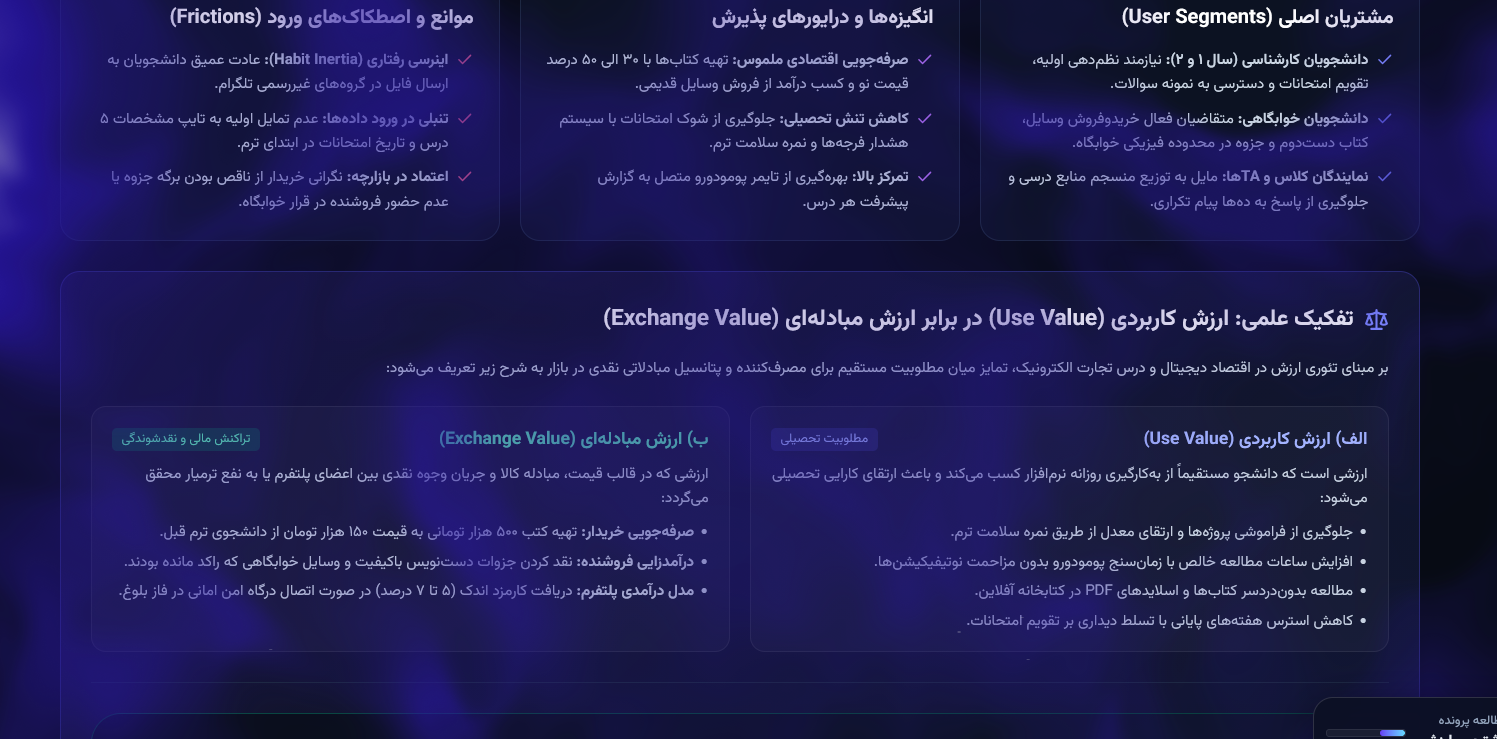 مشتریان اصلی (User Segments)
دانشجویان کارشناسی (سال ۱ و ۲): نیازمند نظم‌دهی اولیه،
تقویم امتحانات و دسترسی به نمونه سوالات.
دانشجویان خوابگاهی: متقاضیان فعال خریدوفروش وسایل،
کتاب دست‌دوم و جزوه در محدوده فیزیکی خوابگاه.
نمایندگان کلاس و TAها: مایل به توزیع منسجم منابع درسی و
جلوگیری از پاسخ به ده‌ها پیام تکراری.
انگیزه‌ها و درایورهای پذیرش
صرفه‌جویی اقتصادی ملموس: تهیه کتاب‌ها با ۳۰ الی ۵۰ درصد
قیمت نو و کسب درآمد از فروش وسایل قدیمی.
کاهش تنش تحصیلی: جلوگیری از شوک امتحانات با سیستم
هشدار فرجه‌ها و نمره سلامت ترم.
تمرکز بالا: بهره‌گیری از تایمر پومودورو متصل به گزارش
پیشرفت هر درس.
موانع و اصطکاک‌های ورود (Frictions)
اینرسی رفتاری (Habit Inertia): عادت عمیق دانشجویان به
ارسال فایل در گروه‌های غیررسمی تلگرام.
تنبلی در ورود داده‌ها: عدم تمایل اولیه به تایپ مشخصات ۵
درس و تاریخ امتحانات در ابتدای ترم.
اعتماد در بازارچه: نگرانی خریدار از ناقص بودن برگه جزوه یا
عدم حضور فروشنده در قرار خوابگاه.
تفکیک علمی: ارزش کاربردی (Use Value) در برابر ارزش مبادله‌ای (Exchange Value)
بر مبنای تئوری ارزش در اقتصاد دیجیتال و درس تجارت الکترونیک، تمایز میان مطلوبیت مستقیم برای مصرف‌کننده و پتانسیل مبادلاتی نقدی در بازار به شرح زیر تعریف می‌شود:
الف) ارزش کاربردی (Use Value)
مطلوبیت تحصیلی
ارزشی است که دانشجو مستقیماً از به‌کارگیری روزانه نرم‌افزار کسب می‌کند و باعث ارتقای کارایی تحصیلی
می‌شود:
• جلوگیری از فراموشی پروژه‌ها و ارتقای معدل از طریق نمره سلامت ترم.
• افزایش ساعات مطالعه خالص با زمان‌سنج پومودورو بدون مزاحمت نوتیفیکیشن‌ها.
• مطالعه بدون‌دردسر کتاب‌ها و اسلایدهای PDF در کتابخانه آفلاین.
• کاهش استرس هفته‌های پایانی با تسلط دیداری بر تقویم امتحانات.
ب) ارزش مبادله‌ای (Exchange Value)
تراکنش مالی و نقدشوندگی
ارزشی که در قالب قیمت، مبادله کالا و جریان وجوه نقدی بین اعضای پلتفرم یا به نفع ترمیار محقق
می‌گردد:
• صرفه‌جویی خریدار: تهیه کتب ۵۰۰ هزار تومانی به قیمت ۱۵۰ هزار تومان از دانشجوی ترم قبل.
• درآمدزایی فروشنده: نقد کردن جزوات دست‌نویس باکیفیت و وسایل خوابگاهی که راکد مانده بودند.
• مدل درآمدی پلتفرم: دریافت کارمزد اندک (۵ تا ۷ درصد) در صورت اتصال درگاه امن امانی در فاز بلوغ.
پرونده